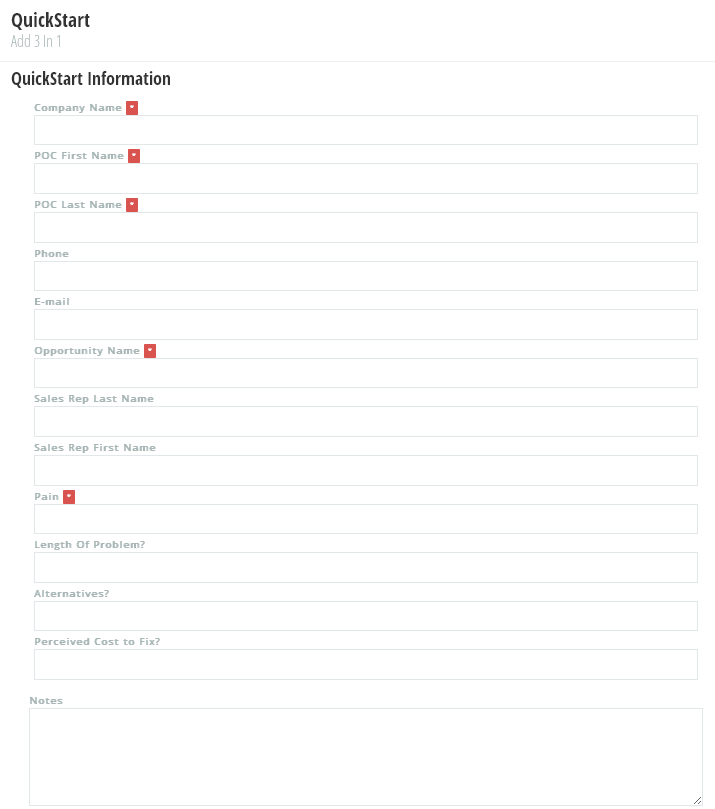 QuickStart
Add 3 In 1
QuickStart Information
Company Name *
POC First Name *
POC Last Name *
Phone
E-mail
Opportunity Name *
Sales Rep Last Name
Sales Rep First Name
Pain *
Length Of Problem?
Alternatives?
Perceived Cost to Fix?
Notes